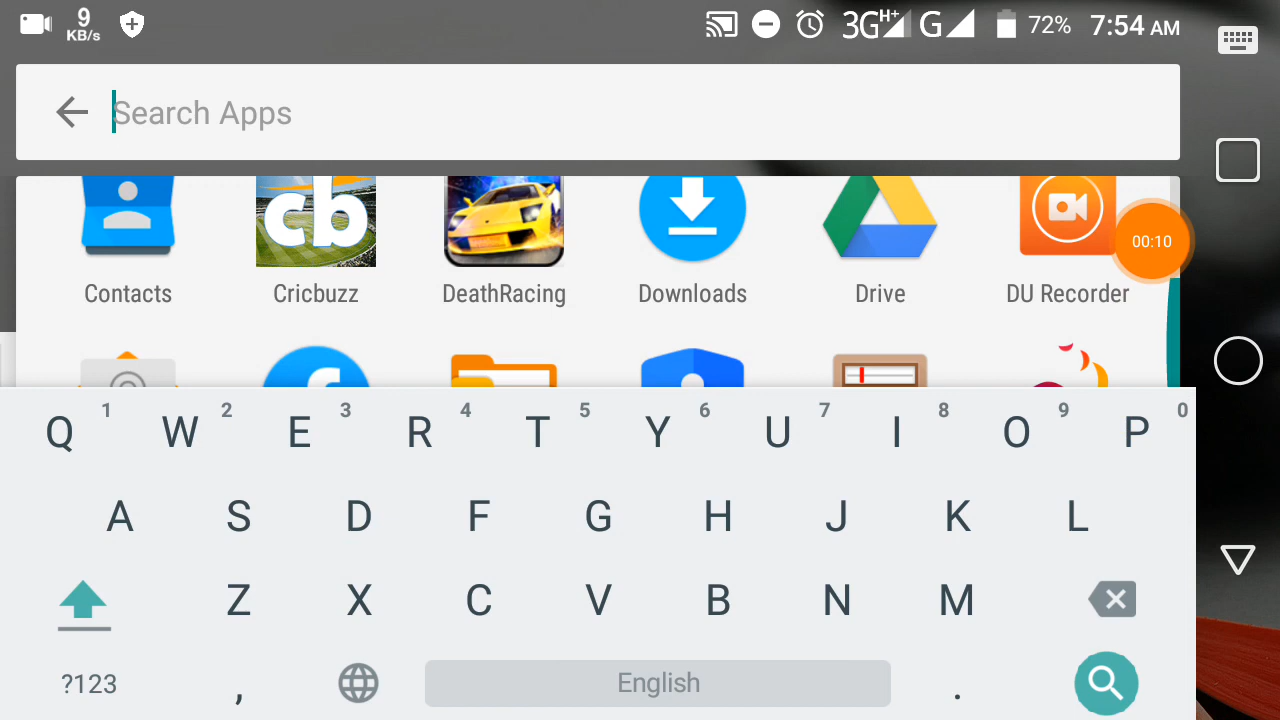 9
KB/s
3G H+ G 72% 7:54 AM
Search Apps
cb
00:10
Contacts Cricbuzz DeathRacing Downloads Drive DU Recorder
1 2 3 4 5 6 7 8 9 0
Q W E R T Y U I O P
A S D F G H J K L
Z X C V B N M
?123 , English .